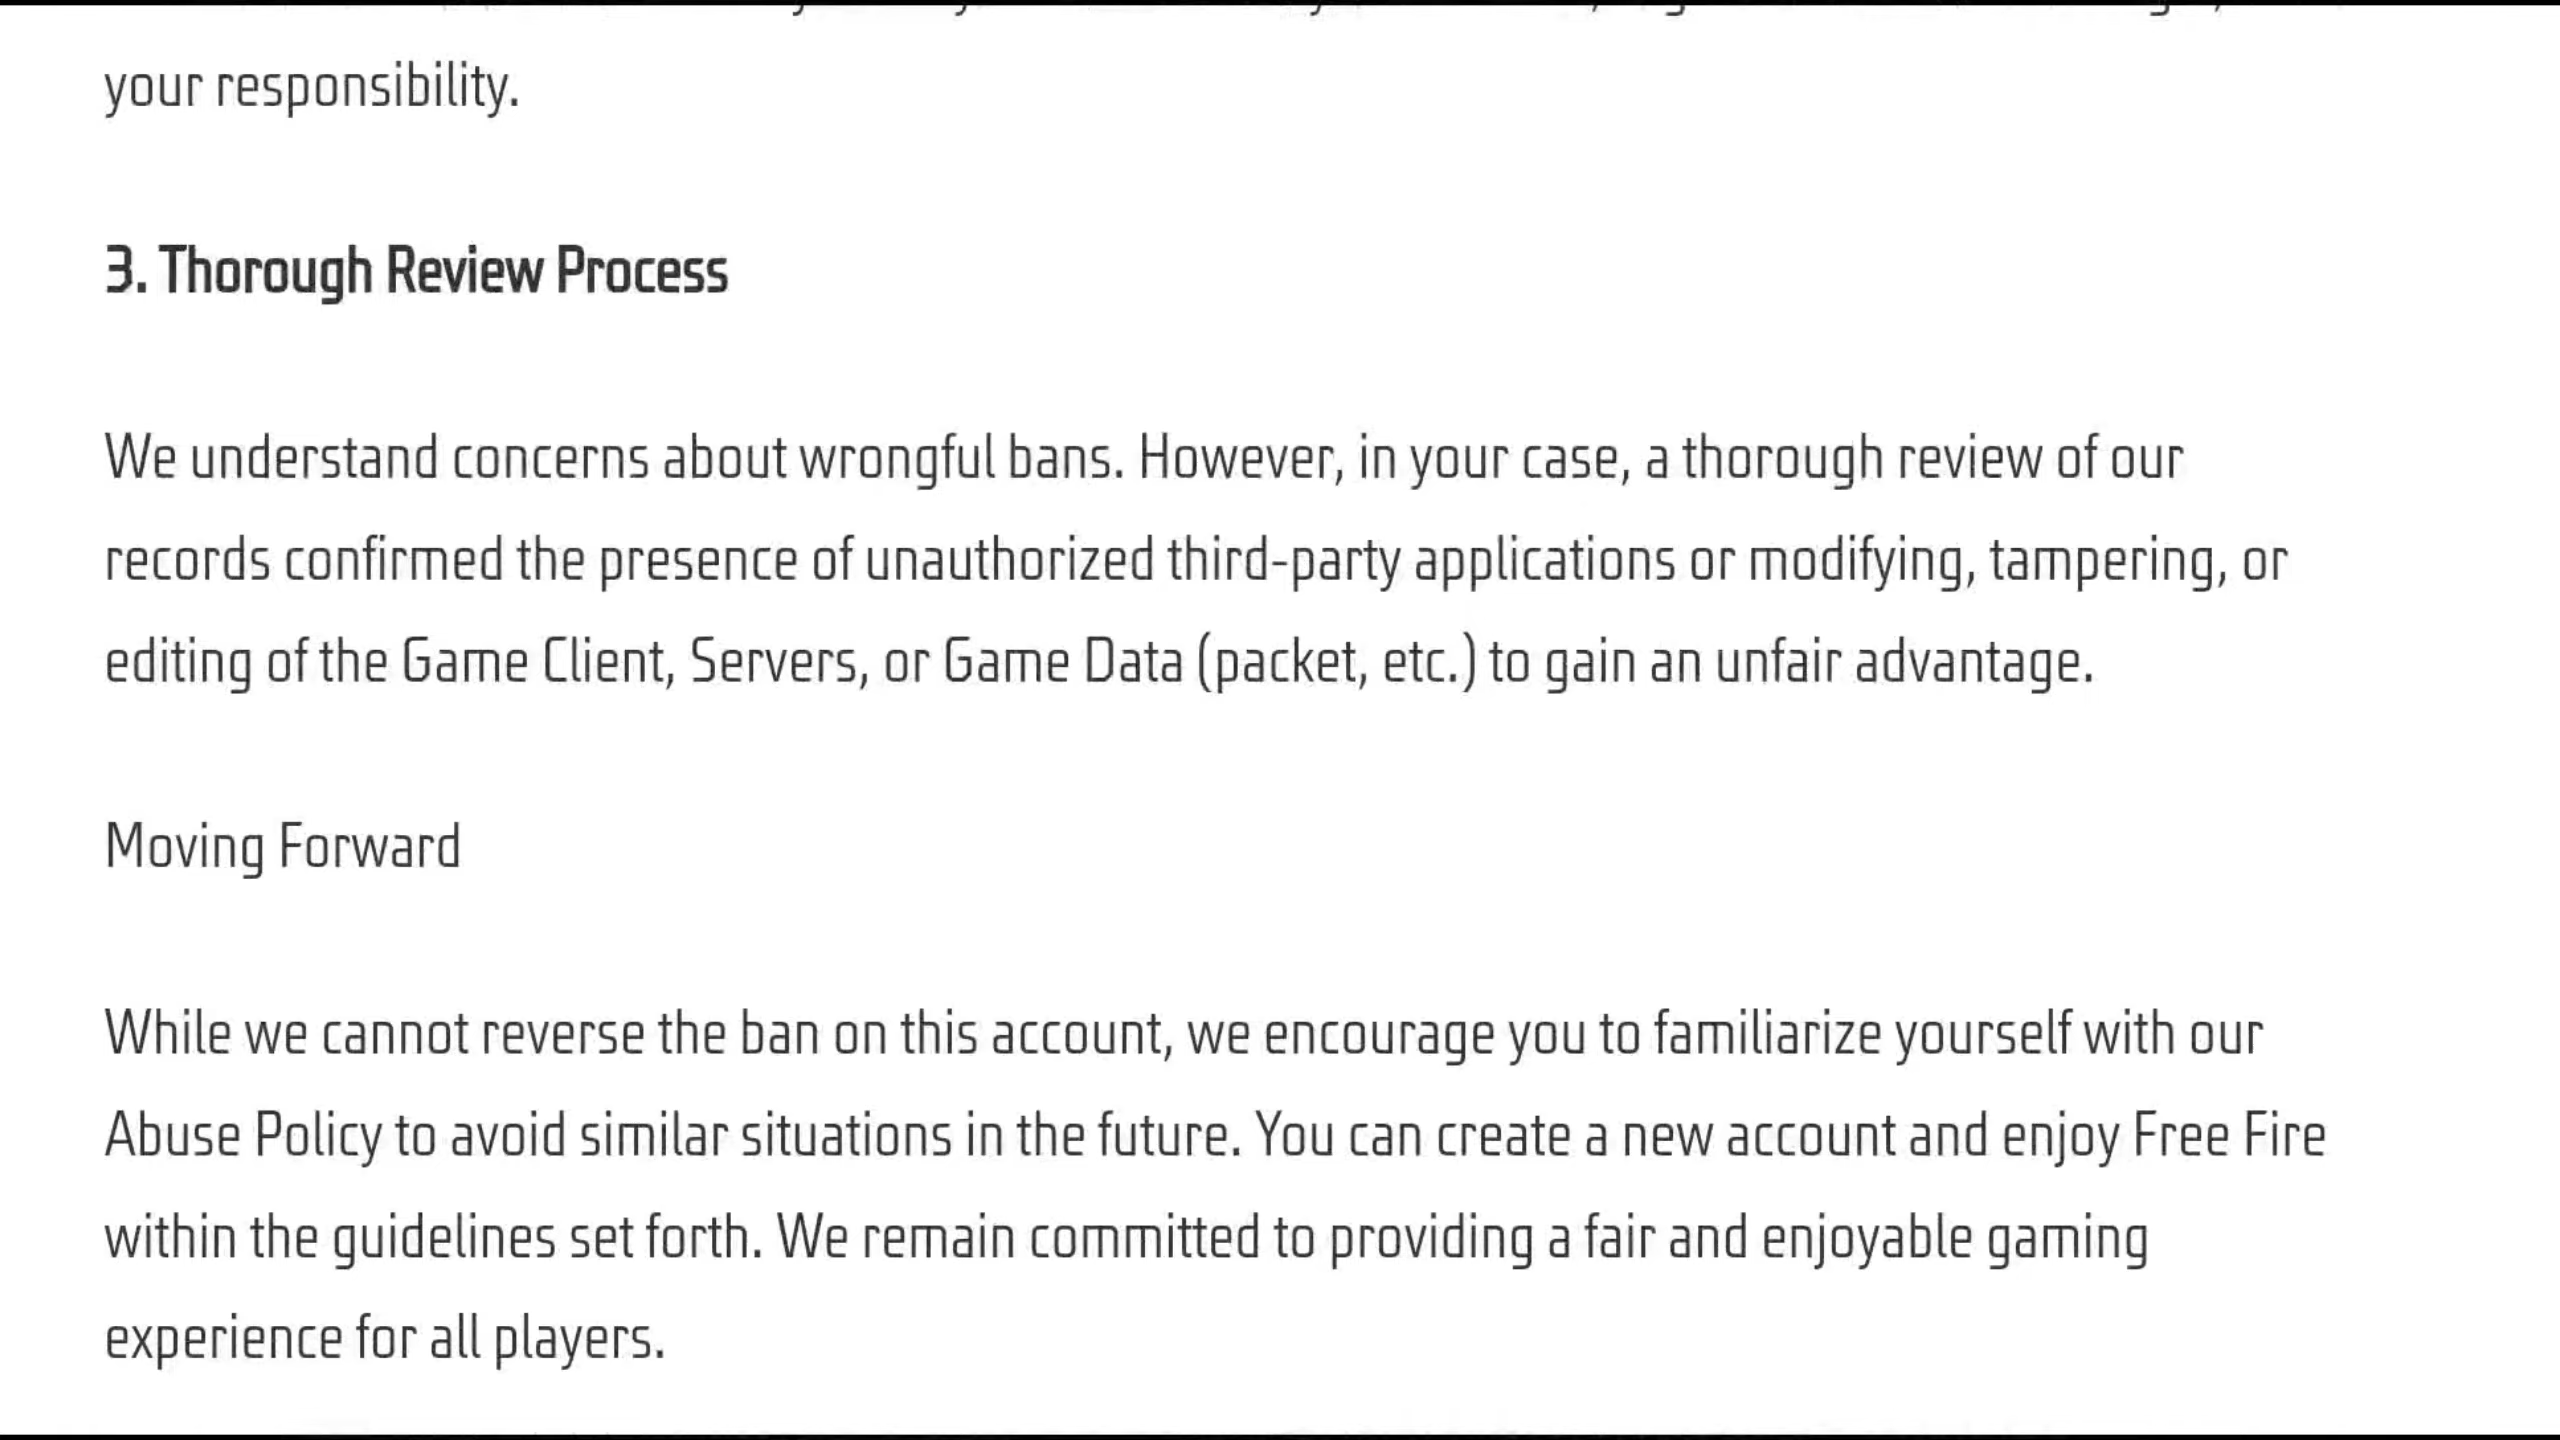 your responsibility.
3. Thorough Review Process
We understand concerns about wrongful bans. However, in your case, a thorough review of our
records confirmed the presence of unauthorized third-party applications or modifying, tampering, or
editing of the Game Client, Servers, or Game Data (packet, etc.) to gain an unfair advantage.
Moving Forward
While we cannot reverse the ban on this account, we encourage you to familiarize yourself with our
Abuse Policy to avoid similar situations in the future. You can create a new account and enjoy Free Fire
within the guidelines set forth. We remain committed to providing a fair and enjoyable gaming
experience for all players.